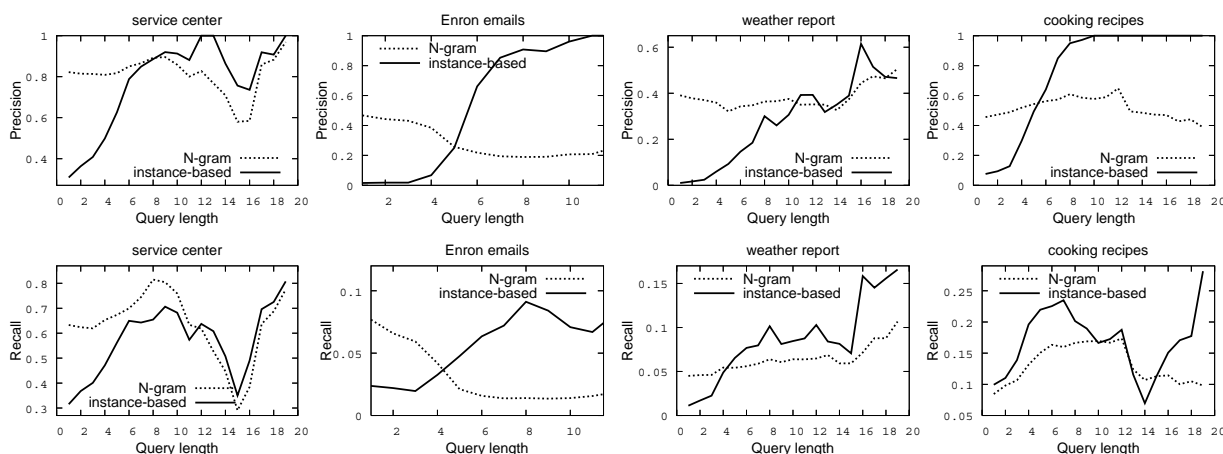 service center
Precision
1
0.8
0.6
0.4
0 2 4 6 8 10 12 14 16 18 20
Query length
N-gram
instance-based
Enron emails
Precision
1
0.8
0.6
0.4
0.2
0
2 4 6 8 10
Query length
N-gram
instance-based
weather report
Precision
0.6
0.4
0.2
0
0 2 4 6 8 10 12 14 16 18 20
Query length
N-gram
instance-based
cooking recipes
Precision
1
0.8
0.6
0.4
0.2
0
0 2 4 6 8 10 12 14 16 18 20
Query length
N-gram
instance-based
service center
Recall
0.8
0.7
0.6
0.5
0.4
0.3
0 2 4 6 8 10 12 14 16 18 20
Query length
N-gram
instance-based
Enron emails
Recall
0.1
0.05
0
2 4 6 8 10
Query length
N-gram
instance-based
weather report
Recall
0.15
0.10
0.05
0
0 2 4 6 8 10 12 14 16 18 20
Query length
N-gram
instance-based
cooking recipes
Recall
0.25
0.2
0.15
0.1
0.05
0 2 4 6 8 10 12 14 16 18 20
Query length
N-gram
instance-based